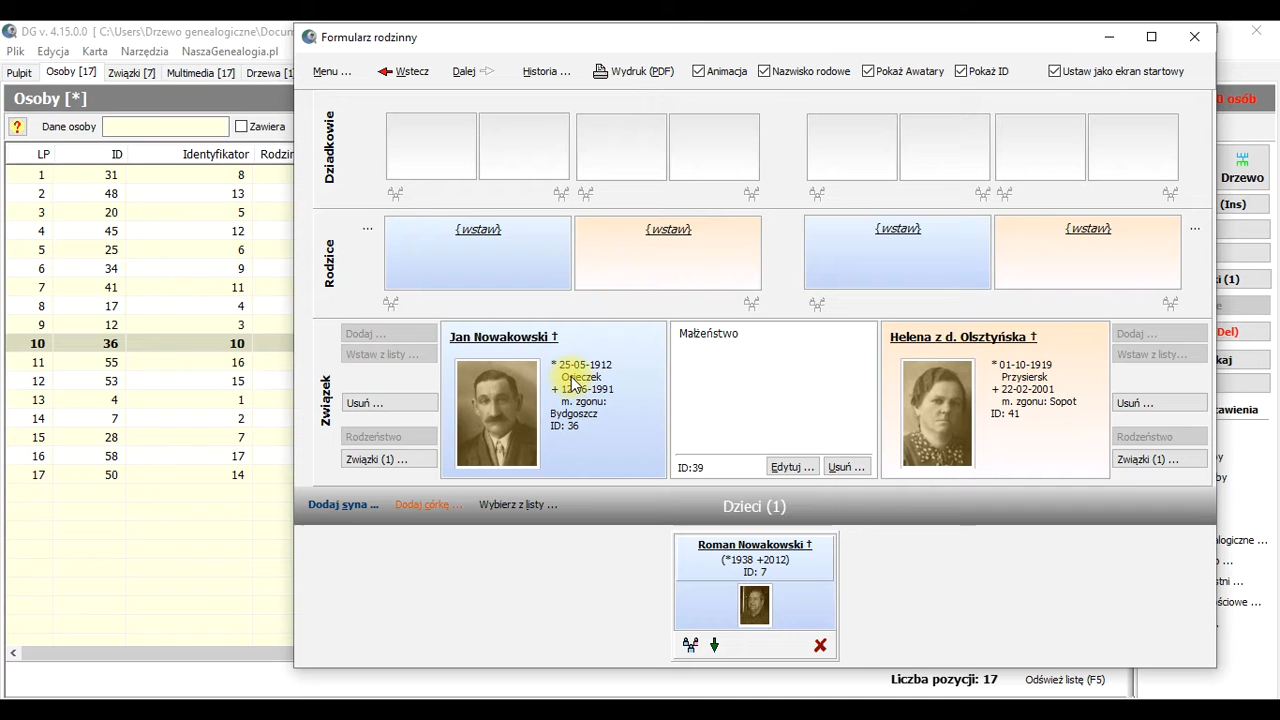 DG v. 4.15.0.0 [ C:\Users\Drzewo genealogiczne\Docum
Plik Edycja Karta Narzędzia NaszaGenealogia.pl
Pulpit Osoby [17] Związki [7] Multimedia [17] Drzewa [1
Osoby [*]
? Dane osoby Zawiera
LP ID Identyfikator Rodzin
1 31 8
2 48 13
3 20 5
4 45 12
5 25 6
6 34 9
7 41 11
8 17 4
9 12 3
10 36 10
11 55 16
12 53 15
13 4 1
14 7 2
15 28 7
16 58 17
17 50 14
Formularz rodzinny
Menu ... Wstecz Dalej Historia ... Wydruk (PDF) Animacja Nazwisko rodowe Pokaż Awatary Pokaż ID Ustaw jako ekran startowy
Dziadkowie
Rodzice
... {wstaw} {wstaw} {wstaw} {wstaw} ...
Związek
Dodaj ...
Wstaw z listy ...
Usuń ...
Rodzeństwo
Związki (1) ...
Jan Nowakowski †
* 25-05-1912
m. zgonu:
Bydgoszcz
ID: 36
Małżeństwo
ID:39 Edytuj ... Usuń ...
Helena z d. Olsztyńska †
* 01-10-1919
Przysiersk
+ 22-02-2001
m. zgonu: Sopot
ID: 41
Dodaj ...
Wstaw z listy ...
Usuń ...
Rodzeństwo
Związki (1) ...
Dodaj syna ... Dodaj córkę ... Wybierz z listy ... Dzieci (1)
Roman Nowakowski †
(*1938 +2012)
ID: 7
8 osób
Drzewo
(Ins)
ki (1)
Del)
kaj
tawienia
alogiczne ...
o ...
stni ...
ościowe ...
Liczba pozycji: 17 Odśwież listę (F5)